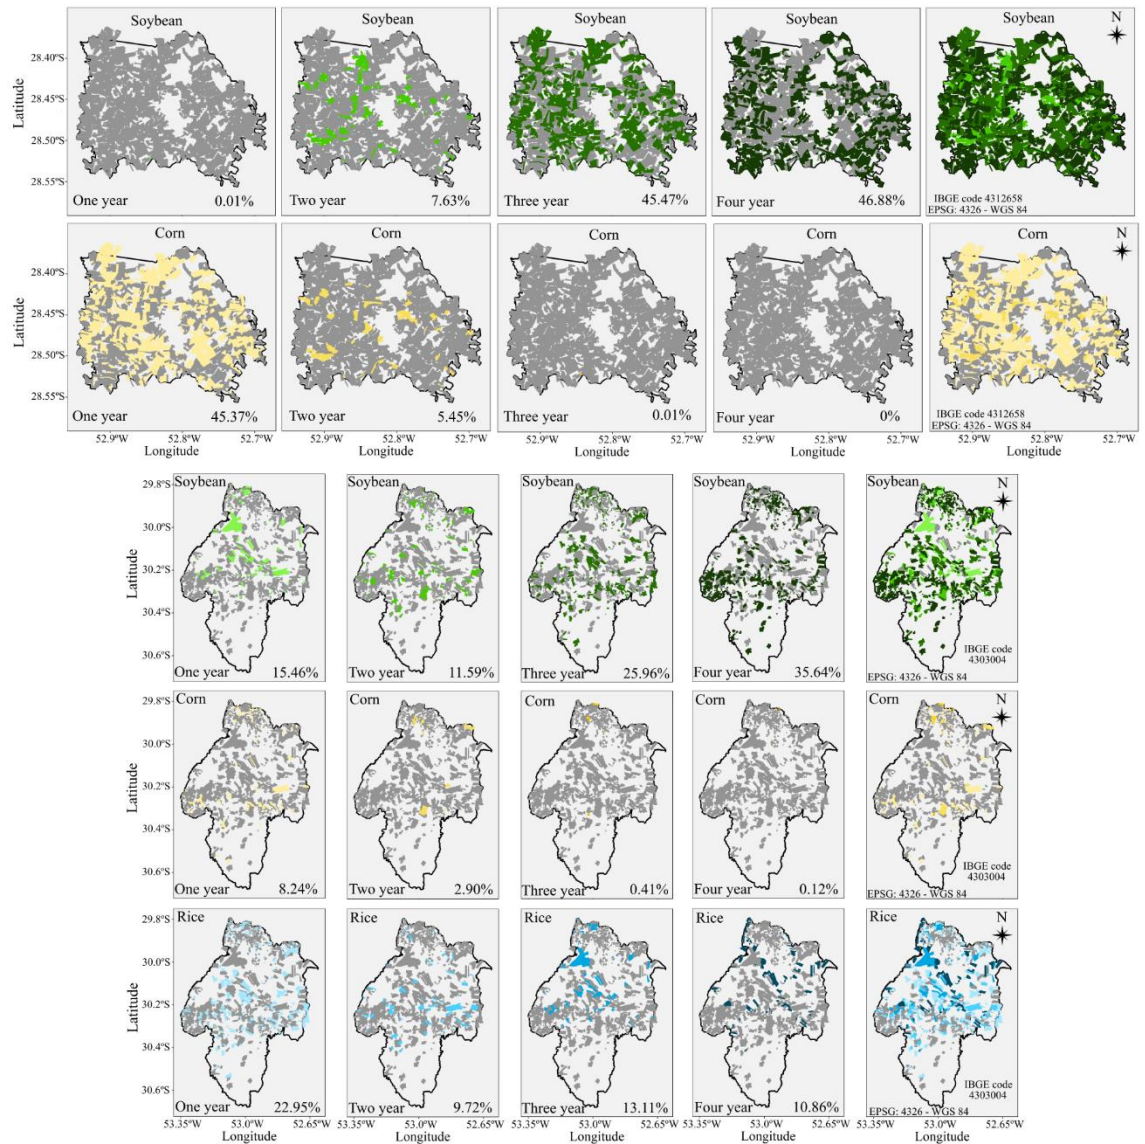 Soybean Soybean Soybean Soybean Soybean
N
28.40°S
28.45°S
Latitude
28.50°S
28.55°S
One year 0.01% Two year 7.63% Three year 45.47% Four year 46.88% IBGE code 4312658
EPSG: 4326 - WGS 84
Corn Corn Corn Corn Corn
N
28.40°S
28.45°S
Latitude
28.50°S
28.55°S
One year 45.37% Two year 5.45% Three year 0.01% Four year 0% IBGE code 4312658
EPSG: 4326 - WGS 84
52.9°W 52.8°W 52.7°W 52.9°W 52.8°W 52.7°W 52.9°W 52.8°W 52.7°W 52.9°W 52.8°W 52.7°W 52.9°W 52.8°W 52.7°W
Longitude Longitude Longitude Longitude Longitude
Soybean Soybean Soybean Soybean Soybean
29.8°S
N
30.0°S
Latitude
30.2°S
30.4°S
30.6°S
IBGE code
4303004
One year 15.46% Two year 11.59% Three year 25.96% Four year 35.64% EPSG: 4326 - WGS 84
Corn Corn Corn Corn Corn
29.8°S
N
30.0°S
Latitude
30.2°S
30.4°S
30.6°S
IBGE code
4303004
One year 8.24% Two year 2.90% Three year 0.41% Four year 0.12% EPSG: 4326 - WGS 84
Rice Rice Rice Rice Rice
29.8°S
N
30.0°S
Latitude
30.2°S
30.4°S
30.6°S
IBGE code
4303004
One year 22.95% Two year 9.72% Three year 13.11% Four year 10.86% EPSG: 4326 - WGS 84
53.35°W 53.0°W 52.65°W 53.35°W 53.0°W 52.65°W 53.35°W 53.0°W 52.65°W 53.35°W 53.0°W 52.65°W 53.35°W 53.0°W 52.65°W
Longitude Longitude Longitude Longitude Longitude